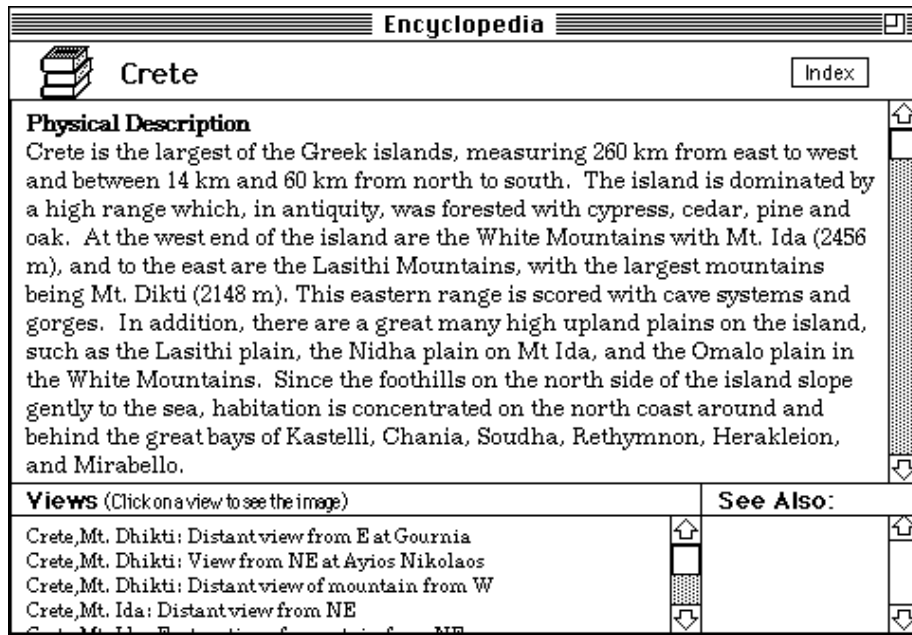 Encyclopedia
Crete
Index
Physical Description
Crete is the largest of the Greek islands, measuring 260 km from east to west
and between 14 km and 60 km from north to south.  The island is dominated by
a high range which, in antiquity, was forested with cypress, cedar, pine and
oak.  At the west end of the island are the White Mountains with Mt. Ida (2456
m), and to the east are the Lasithi Mountains, with the largest mountains
being Mt. Dikti (2148 m). This eastern range is scored with cave systems and
gorges.  In addition, there are a great many high upland plains on the island,
such as the Lasithi plain, the Nidha plain on Mt Ida, and the Omalo plain in
the White Mountains.  Since the foothills on the north side of the island slope
gently to the sea, habitation is concentrated on the north coast around and
behind the great bays of Kastelli, Chania, Soudha, Rethymnon, Herakleion,
and Mirabello.
Views (Click on a view to see the image)
See Also:
Crete,Mt. Dhikti: Distant view from E at Gournia
Crete,Mt. Dhikti: View from NE at Ayios Nikolaos
Crete,Mt. Dhikti: Distant view of mountain from W
Crete,Mt. Ida: Distant view from NE